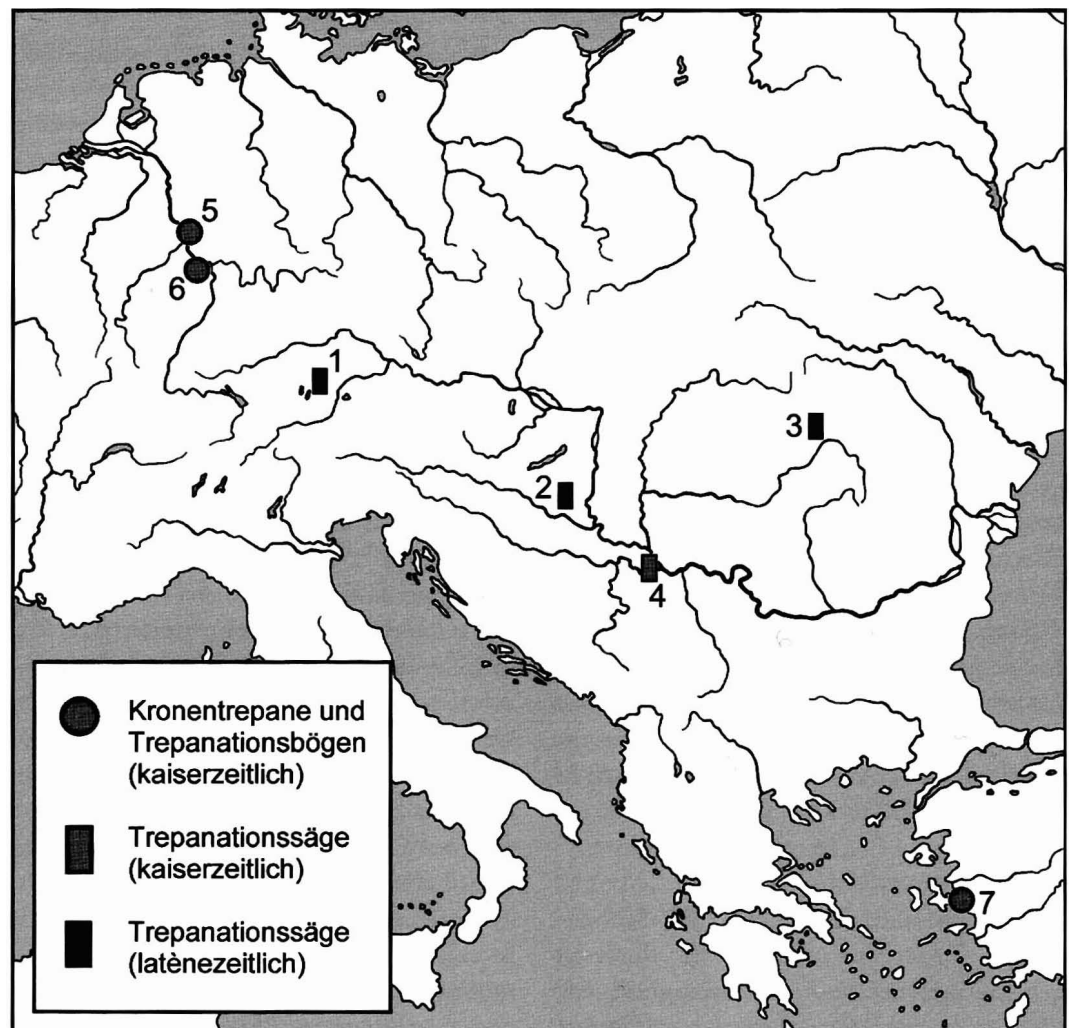 5
6
1
3
2
4
7
Kronentrepane und
Trepanationsbögen
(kaiserzeitlich)
Trepanationssäge
(kaiserzeitlich)
Trepanationssäge
(latènezeitlich)